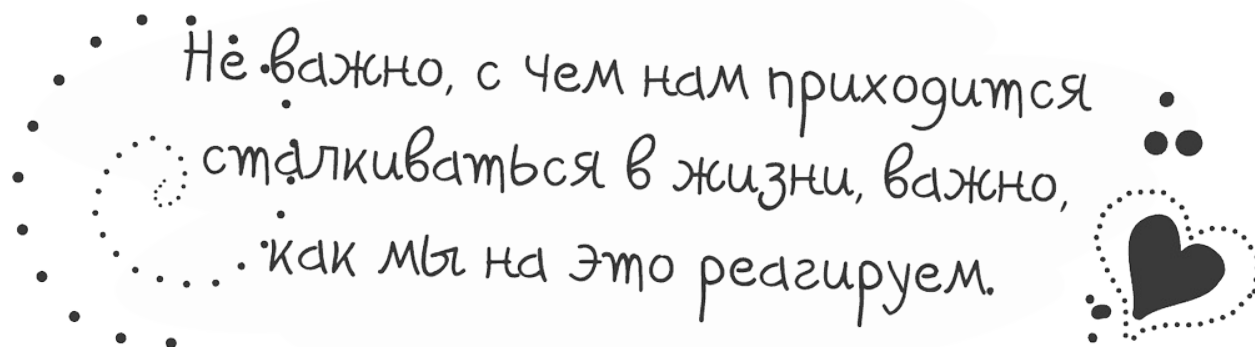 Не важно, с чем нам приходится
сталкиваться в жизни, важно,
как мы на это реагируем.